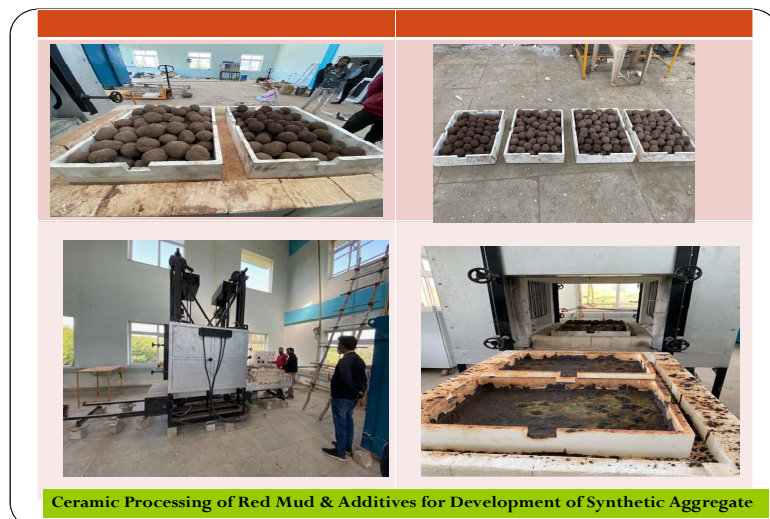 Ceramic Processing of Red Mud & Additives for Development of Synthetic Aggregate